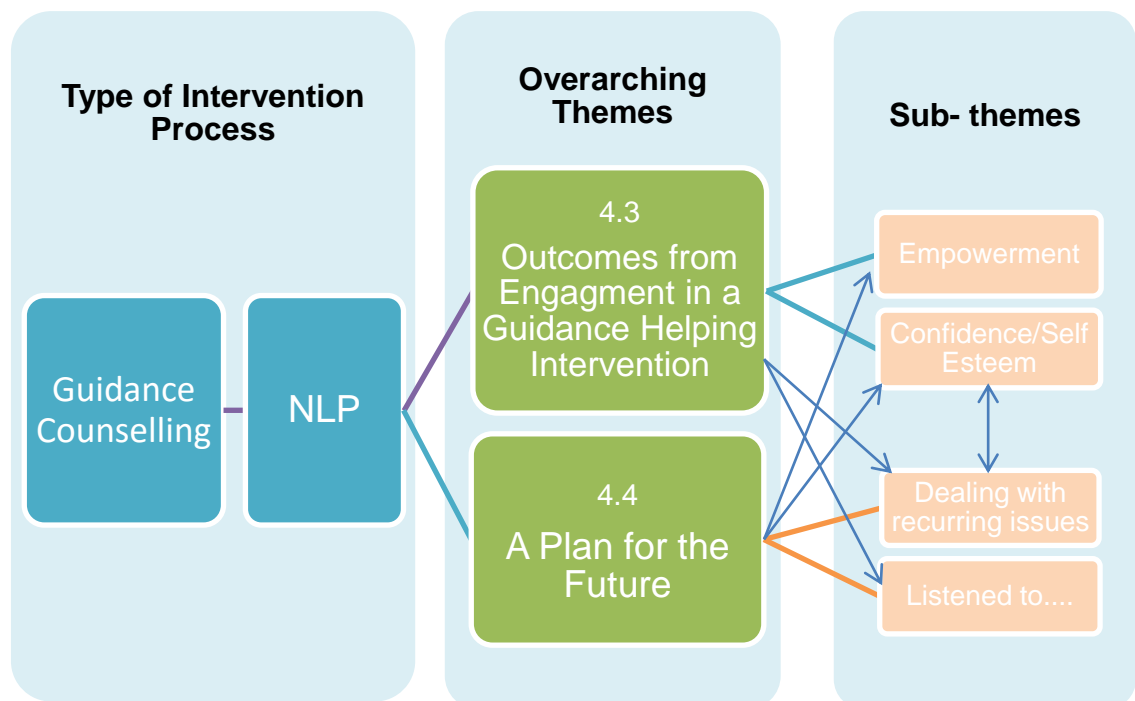 Type of Intervention
Process
Guidance
Counselling
NLP
Overarching
Themes
4.3
Outcomes from
Engagment in a
Guidance Helping
Intervention
4.4
A Plan for the
Future
Sub- themes
Empowerment
Confidence/Self
Esteem
Dealing with
recurring issues
Listened to....